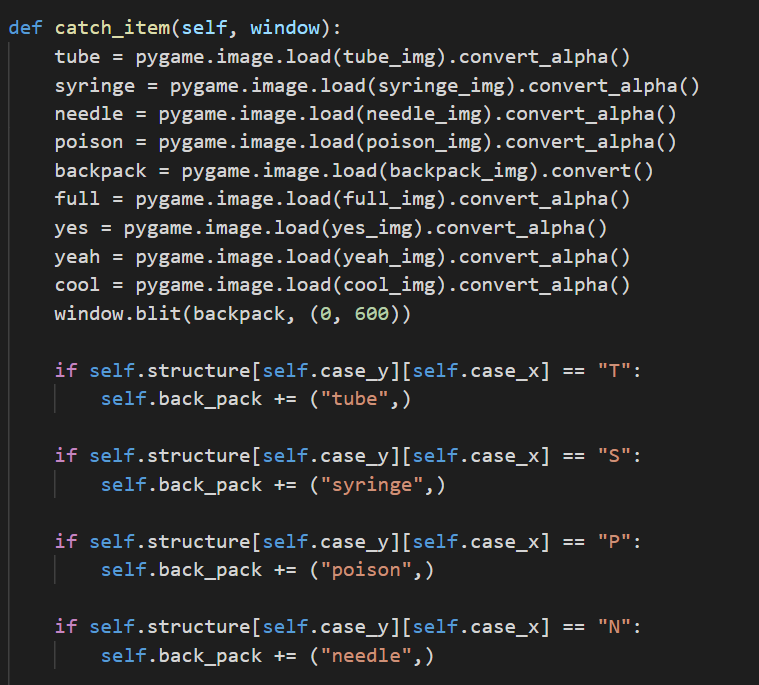 def catch_item(self, window):
    tube = pygame.image.load(tube_img).convert_alpha()
    syringe = pygame.image.load(syringe_img).convert_alpha()
    needle = pygame.image.load(needle_img).convert_alpha()
    poison = pygame.image.load(poison_img).convert_alpha()
    backpack = pygame.image.load(backpack_img).convert()
    full = pygame.image.load(full_img).convert_alpha()
    yes = pygame.image.load(yes_img).convert_alpha()
    yeah = pygame.image.load(yeah_img).convert_alpha()
    cool = pygame.image.load(cool_img).convert_alpha()
    window.blit(backpack, (0, 600))

    if self.structure[self.case_y][self.case_x] == "T":
        self.back_pack += ("tube",)

    if self.structure[self.case_y][self.case_x] == "S":
        self.back_pack += ("syringe",)

    if self.structure[self.case_y][self.case_x] == "P":
        self.back_pack += ("poison",)

    if self.structure[self.case_y][self.case_x] == "N":
        self.back_pack += ("needle",)